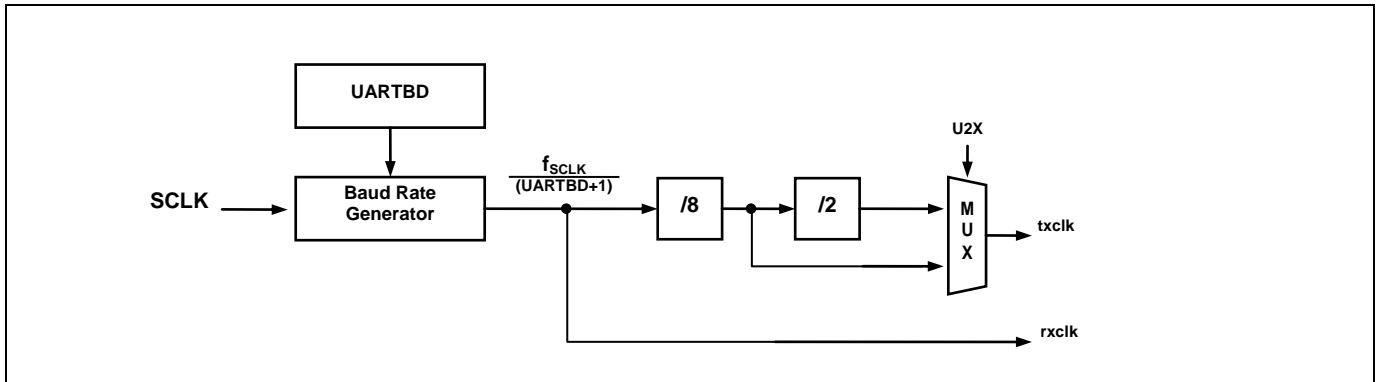 UARTBD
U2X
SCLK
Baud Rate
Generator
fSCLK
(UARTBD+1)
/8
/2
M
U
X
txclk
rxclk